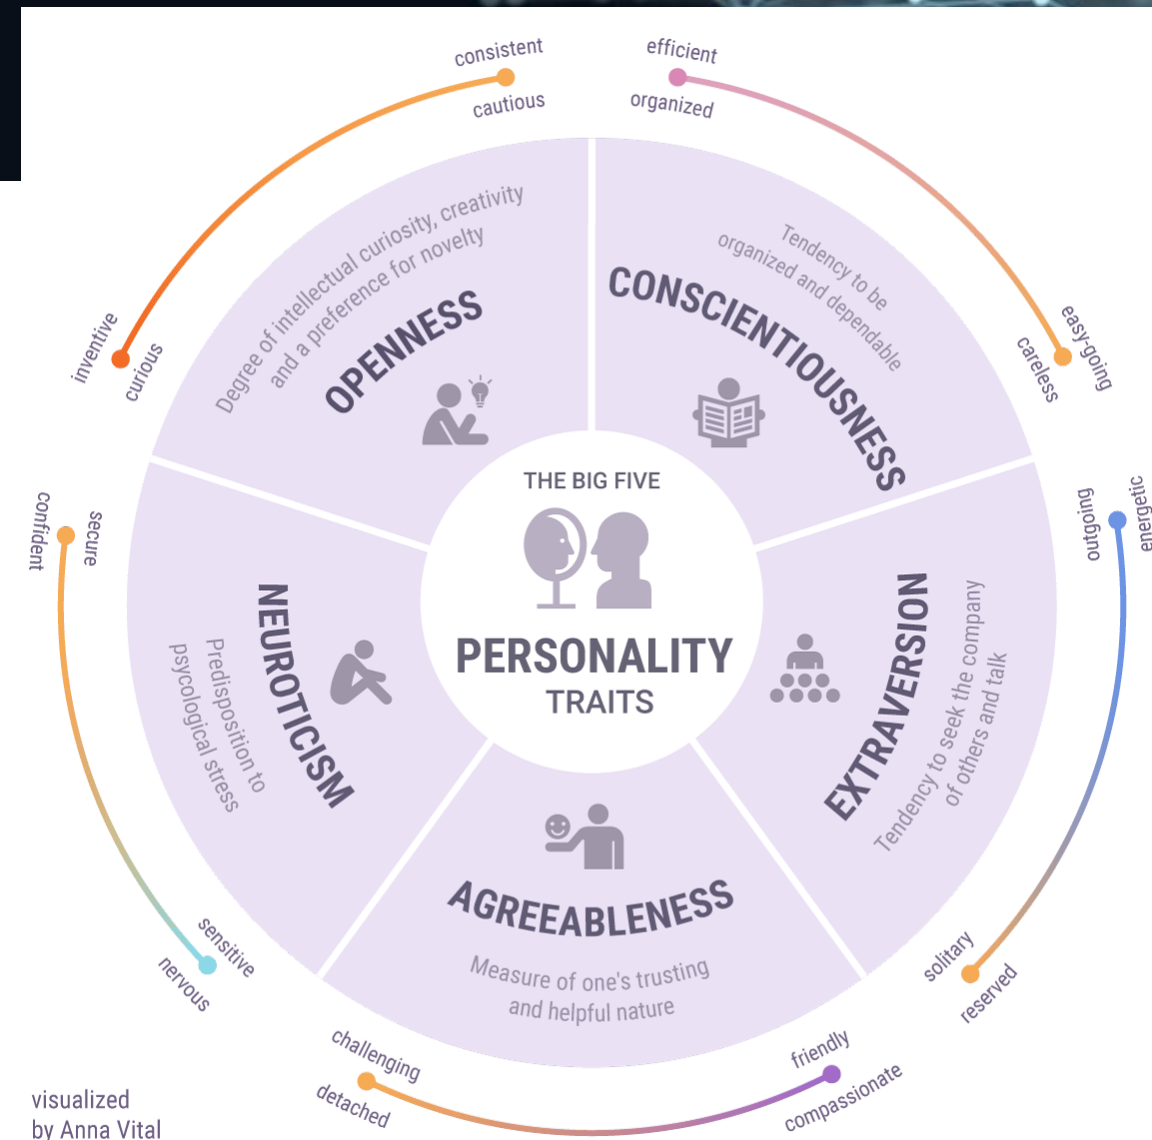 THE BIG FIVE
PERSONALITY
TRAITS
consistent
cautious
inventive
curious
Degree of intellectual curiosity, creativity
and a preference for novelty
OPENNESS
efficient
organized
easy-going
careless
Tendency to be
organized and dependable
CONSCIENTIOUSNESS
energetic
outgoing
solitary
reserved
EXTRAVERSION
Tendency to seek the company
of others and talk
AGREEABLENESS
Measure of one's trusting
and helpful nature
friendly
compassionate
challenging
detached
NEUROTICISM
Predisposition to
psycological stress
secure
confident
sensitive
nervous
visualized
by Anna Vital